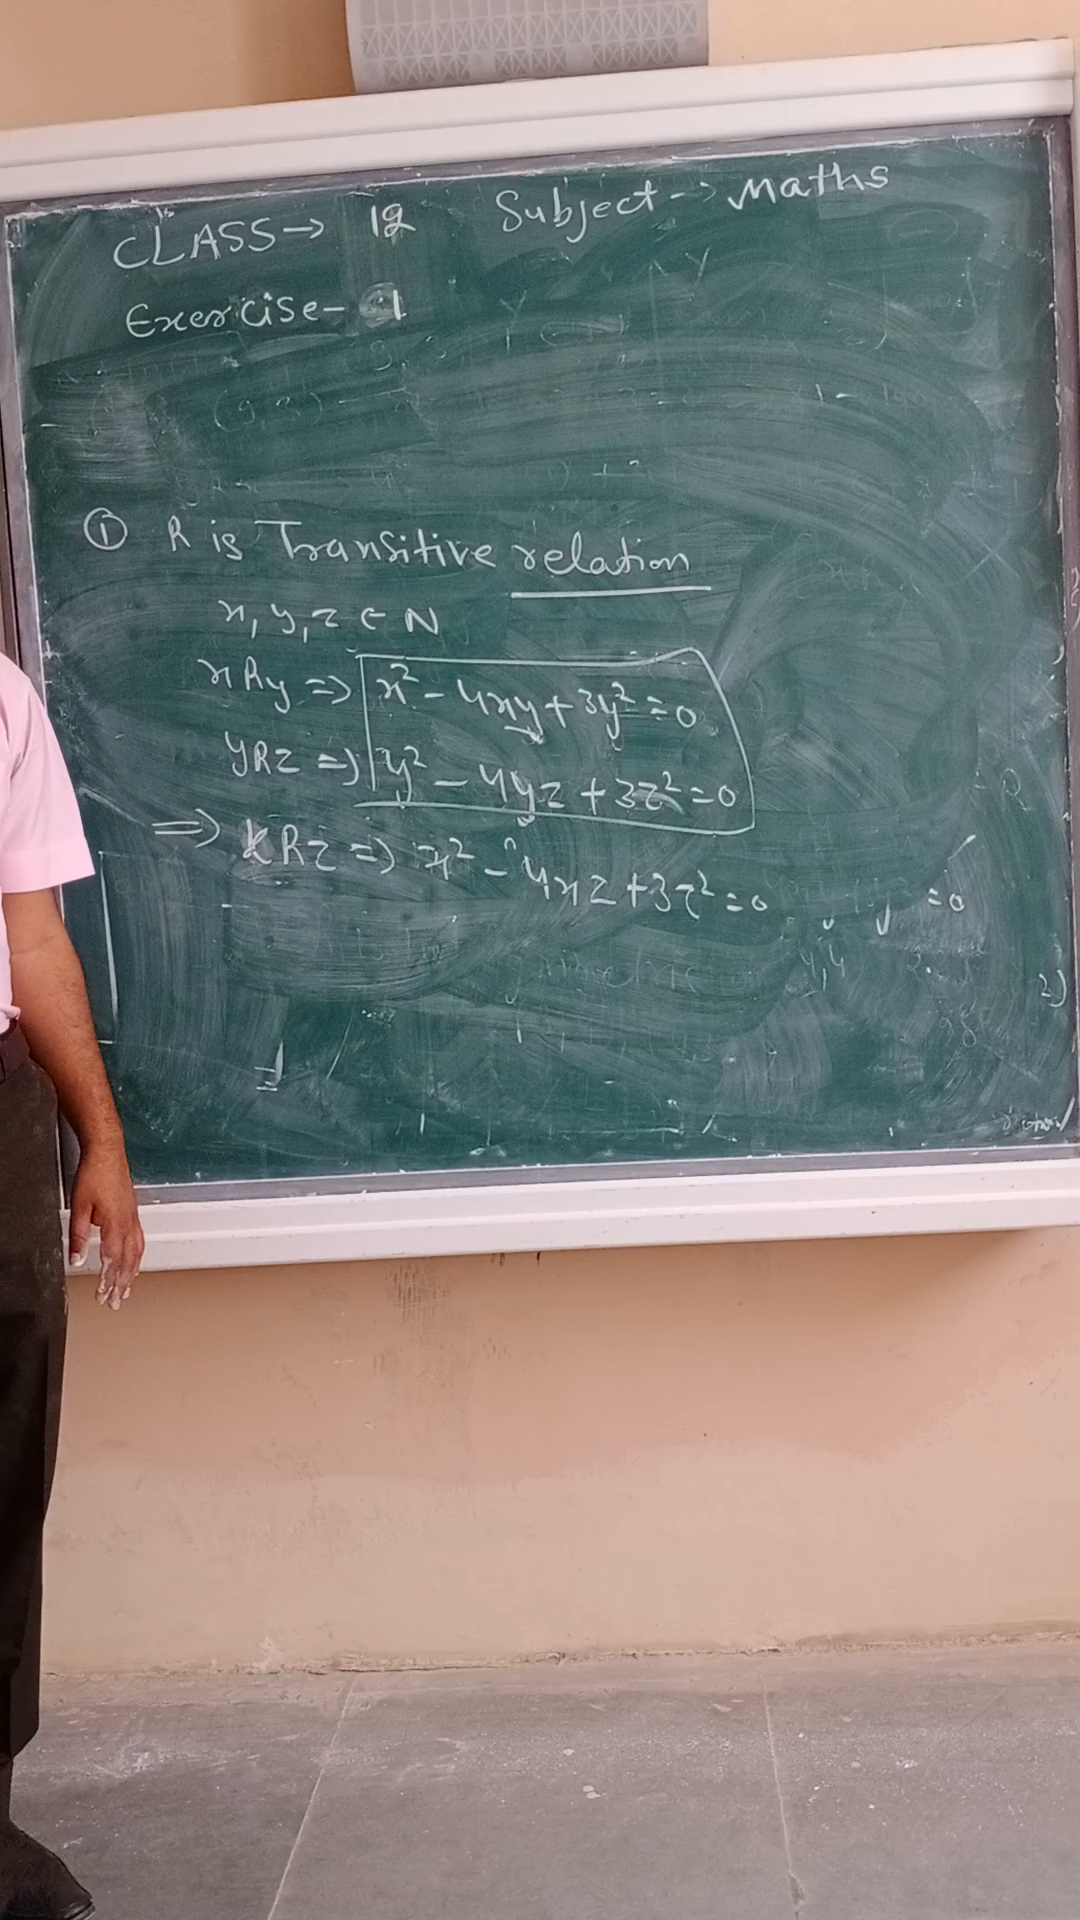 CLASS → 12 Subject → Maths
Exercise - 1
① R is Transitive relation
x, y, z ∈ N
xRy ⇒ x² - 4xy + 3y² = 0
yRz ⇒ y² - 4yz + 3z² = 0
⇒ xRz ⇒ x² - 4xz + 3z² = 0 = 0